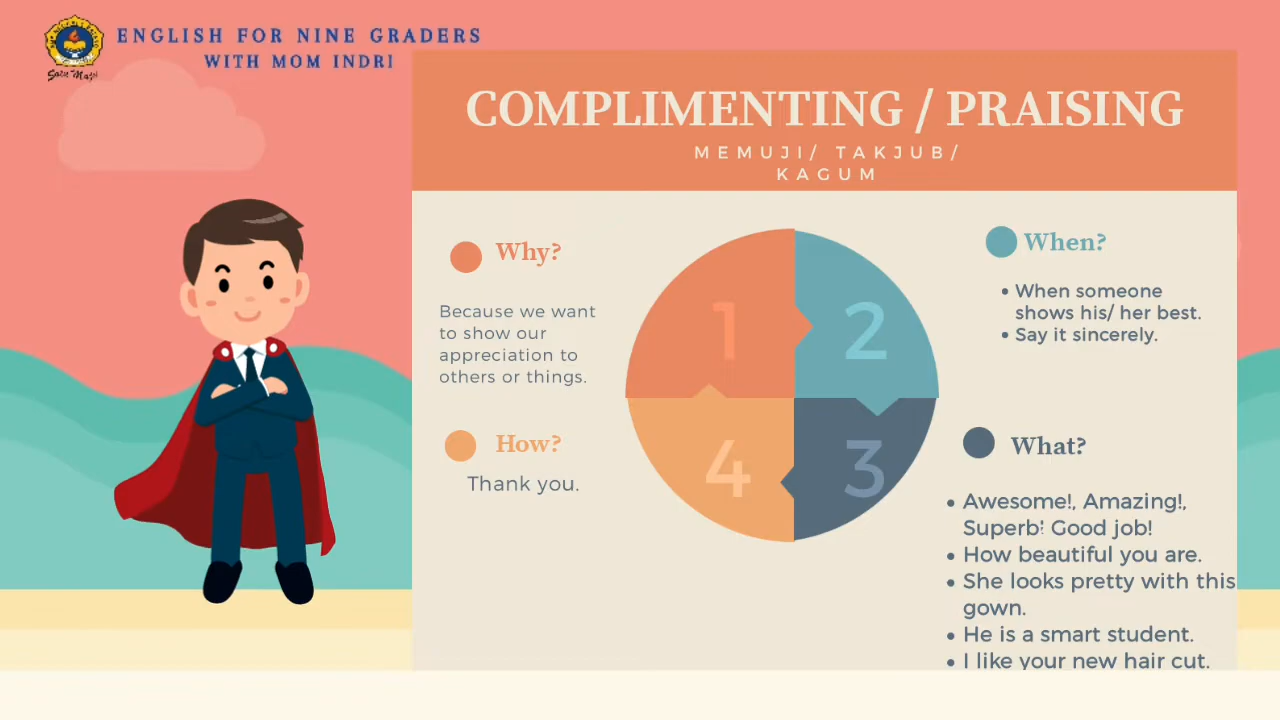 ENGLISH FOR NINE GRADERS
WITH MOM INDRI
COMPLIMENTING / PRAISING
MEMUJI/ TAKJUB/
KAGUM
Why?
Because we want
to show our
appreciation to
others or things.
How?
Thank you.
1
2
4
3
When?
• When someone
shows his/ her best.
• Say it sincerely.
What?
• Awesome!, Amazing!,
Superb! Good job!
• How beautiful you are.
• She looks pretty with this
gown.
• He is a smart student.
• I like your new hair cut.